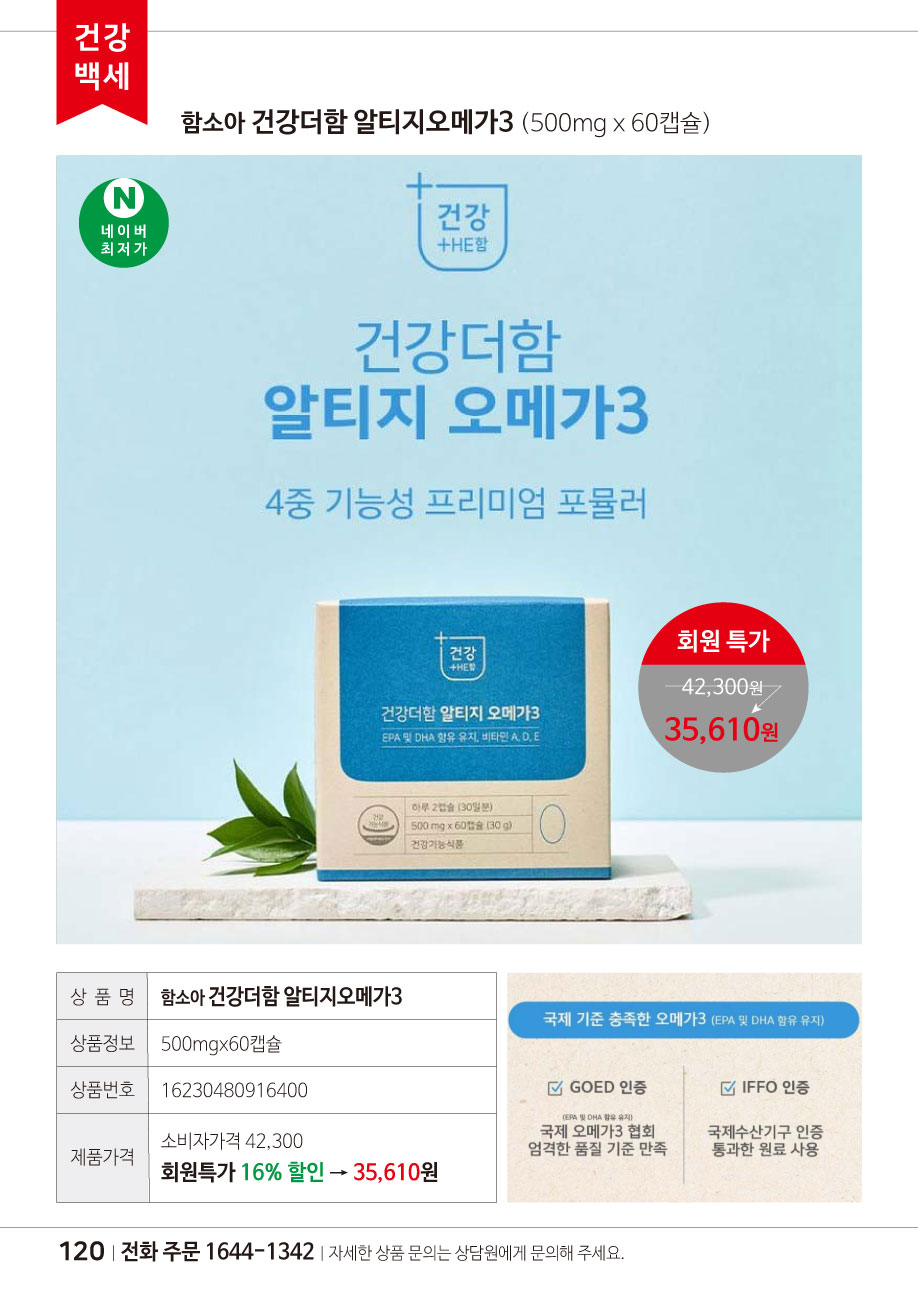 건강
백세
함소아 건강더함 알티지오메가3 (500mg x 60캡슐)
N
네이버
최저가
건강
+HE함
건강더함
알티지 오메가3
4중 기능성 프리미엄 포뮬러
회원 특가
42,300원
35,610원
건강
+HE함
건강더함 알티지 오메가3
EPA 및 DHA 함유 유지, 비타민 A, D, E
하루 2캡슐 (30일분)
500 mg x 60캡슐 (30 g)
건강기능식품
건강
기능식품
상 품 명 함소아 건강더함 알티지오메가3
상품정보 500mgx60캡슐
상품번호 16230480916400
제품가격 소비자가격 42,300
회원특가 16% 할인 → 35,610원
국제 기준 충족한 오메가3 (EPA 및 DHA 함유 유지)
GOED 인증
(EPA 및 DHA 함유 유지)
국제 오메가3 협회
엄격한 품질 기준 만족
IFFO 인증
국제수산기구 인증
통과한 원료 사용
120 | 전화 주문 1644-1342 | 자세한 상품 문의는 상담원에게 문의해 주세요.